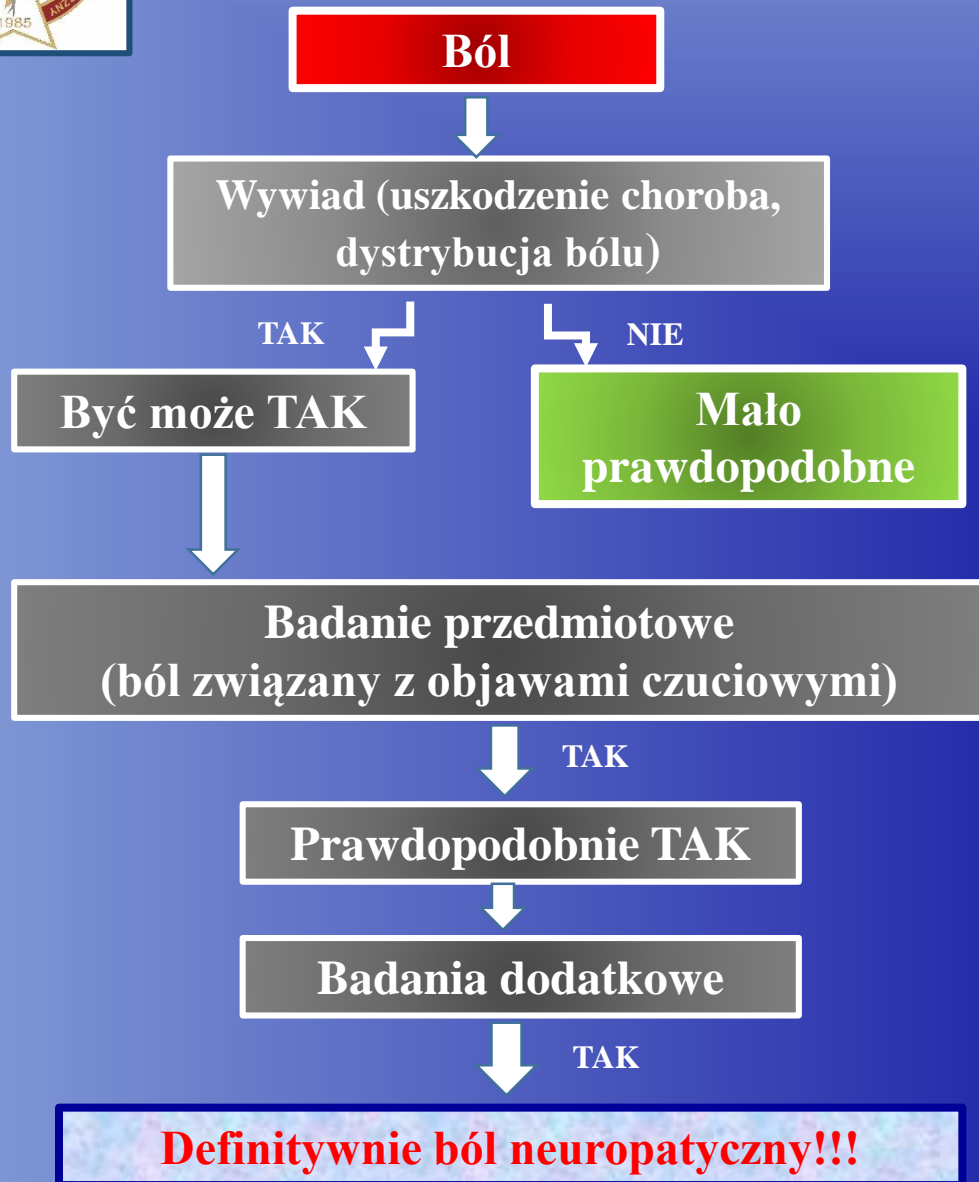 1985
Ból
Wywiad (uszkodzenie choroba,
dystrybucja bólu)
TAK
NIE
Być może TAK
Mało
prawdopodobne
Badanie przedmiotowe
(ból związany z objawami czuciowymi)
TAK
Prawdopodobnie TAK
Badania dodatkowe
TAK
Definitywnie ból neuropatyczny!!!